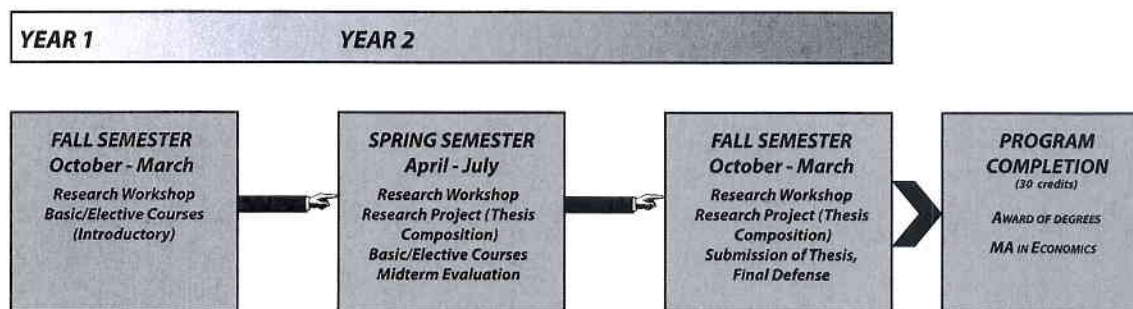 YEAR 1
YEAR 2
FALL SEMESTER
October - March
Research Workshop
Basic/Elective Courses
(Introductory)
SPRING SEMESTER
April - July
Research Workshop
Research Project (Thesis
Composition)
Basic/Elective Courses
Midterm Evaluation
FALL SEMESTER
October - March
Research Workshop
Research Project (Thesis
Composition)
Submission of Thesis,
Final Defense
PROGRAM
COMPLETION
(30 credits)
AWARD OF DEGREES
MA IN ECONOMICS